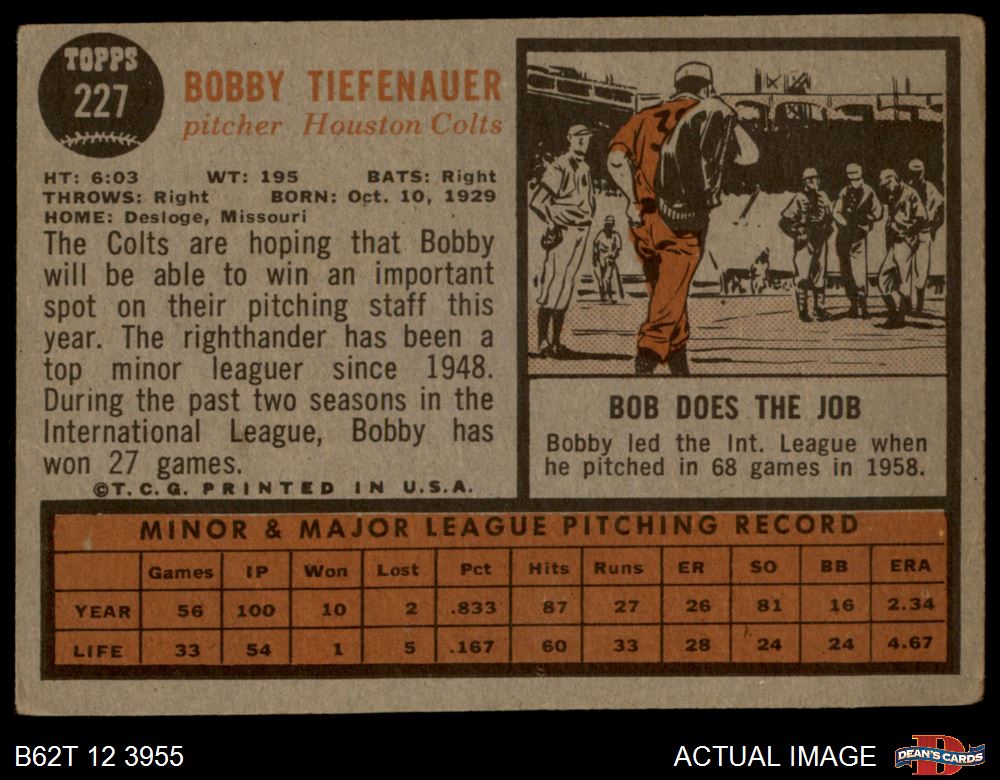 TOPPS
227
BOBBY TIEFENAUER
pitcher Houston Colts
HT: 6:03 WT: 195 BATS: Right
THROWS: Right BORN: Oct. 10, 1929
HOME: Desloge, Missouri
The Colts are hoping that Bobby
will be able to win an important
spot on their pitching staff this
year. The righthander has been a
top minor leaguer since 1948.
During the past two seasons in the
International League, Bobby has
won 27 games.
©T.C.G. PRINTED IN U.S.A.
BOB DOES THE JOB
Bobby led the Int. League when
he pitched in 68 games in 1958.
MINOR & MAJOR LEAGUE PITCHING RECORD
Games IP Won Lost Pct Hits Runs ER SO BB ERA
YEAR 56 100 10 2 .833 87 27 26 81 16 2.34
LIFE 33 54 1 5 .167 60 33 28 24 24 4.67
B62T 12 3955
ACTUAL IMAGE
DEAN'S CARDS